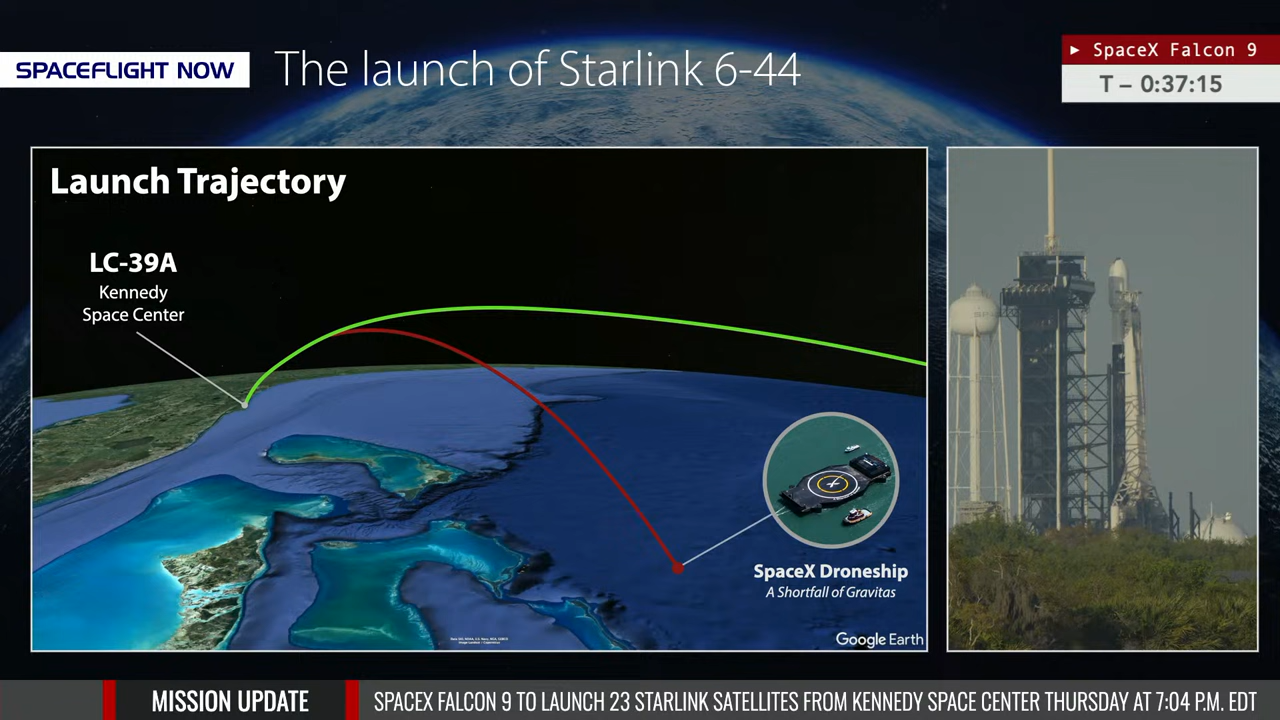 SPACEFLIGHT NOW
The launch of Starlink 6-44
SpaceX Falcon 9
T – 0:37:15
Launch Trajectory
LC-39A
Kennedy
Space Center
SpaceX Droneship
A Shortfall of Gravitas
Google Earth
MISSION UPDATE
SPACEX FALCON 9 TO LAUNCH 23 STARLINK SATELLITES FROM KENNEDY SPACE CENTER THURSDAY AT 7:04 P.M. EDT